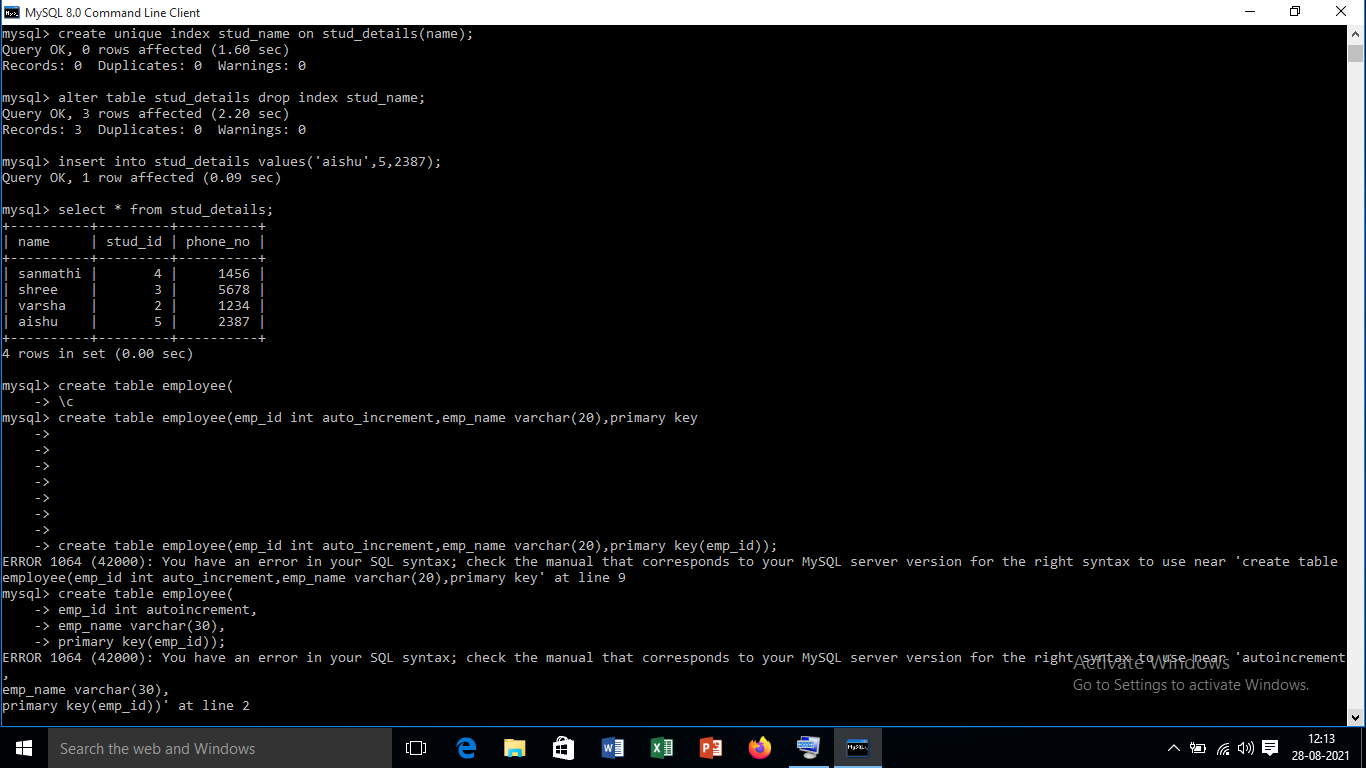 MySQL 8.0 Command Line Client
mysql> create unique index stud_name on stud_details(name);
Query OK, 0 rows affected (1.60 sec)
Records: 0  Duplicates: 0  Warnings: 0
mysql> alter table stud_details drop index stud_name;
Query OK, 3 rows affected (2.20 sec)
Records: 3  Duplicates: 0  Warnings: 0
mysql> insert into stud_details values('aishu',5,2387);
Query OK, 1 row affected (0.09 sec)
mysql> select * from stud_details;
+----------+---------+----------+
| name     | stud_id | phone_no |
+----------+---------+----------+
| sanmathi |       4 |     1456 |
| shree    |       3 |     5678 |
| varsha   |       2 |     1234 |
| aishu    |       5 |     2387 |
+----------+---------+----------+
4 rows in set (0.00 sec)
mysql> create table employee(
    -> \c
mysql> create table employee(emp_id int auto_increment,emp_name varchar(20),primary key
    ->
    ->
    ->
    ->
    ->
    ->
    ->
    -> create table employee(emp_id int auto_increment,emp_name varchar(20),primary key(emp_id));
ERROR 1064 (42000): You have an error in your SQL syntax; check the manual that corresponds to your MySQL server version for the right syntax to use near 'create table
employee(emp_id int auto_increment,emp_name varchar(20),primary key' at line 9
mysql> create table employee(
    -> emp_id int autoincrement,
    -> emp_name varchar(30),
    -> primary key(emp_id));
ERROR 1064 (42000): You have an error in your SQL syntax; check the manual that corresponds to your MySQL server version for the right syntax to use near 'autoincrement
,
emp_name varchar(30),
primary key(emp_id))' at line 2
Activate Windows
Go to Settings to activate Windows.
Search the web and Windows
12:13
28-08-2021